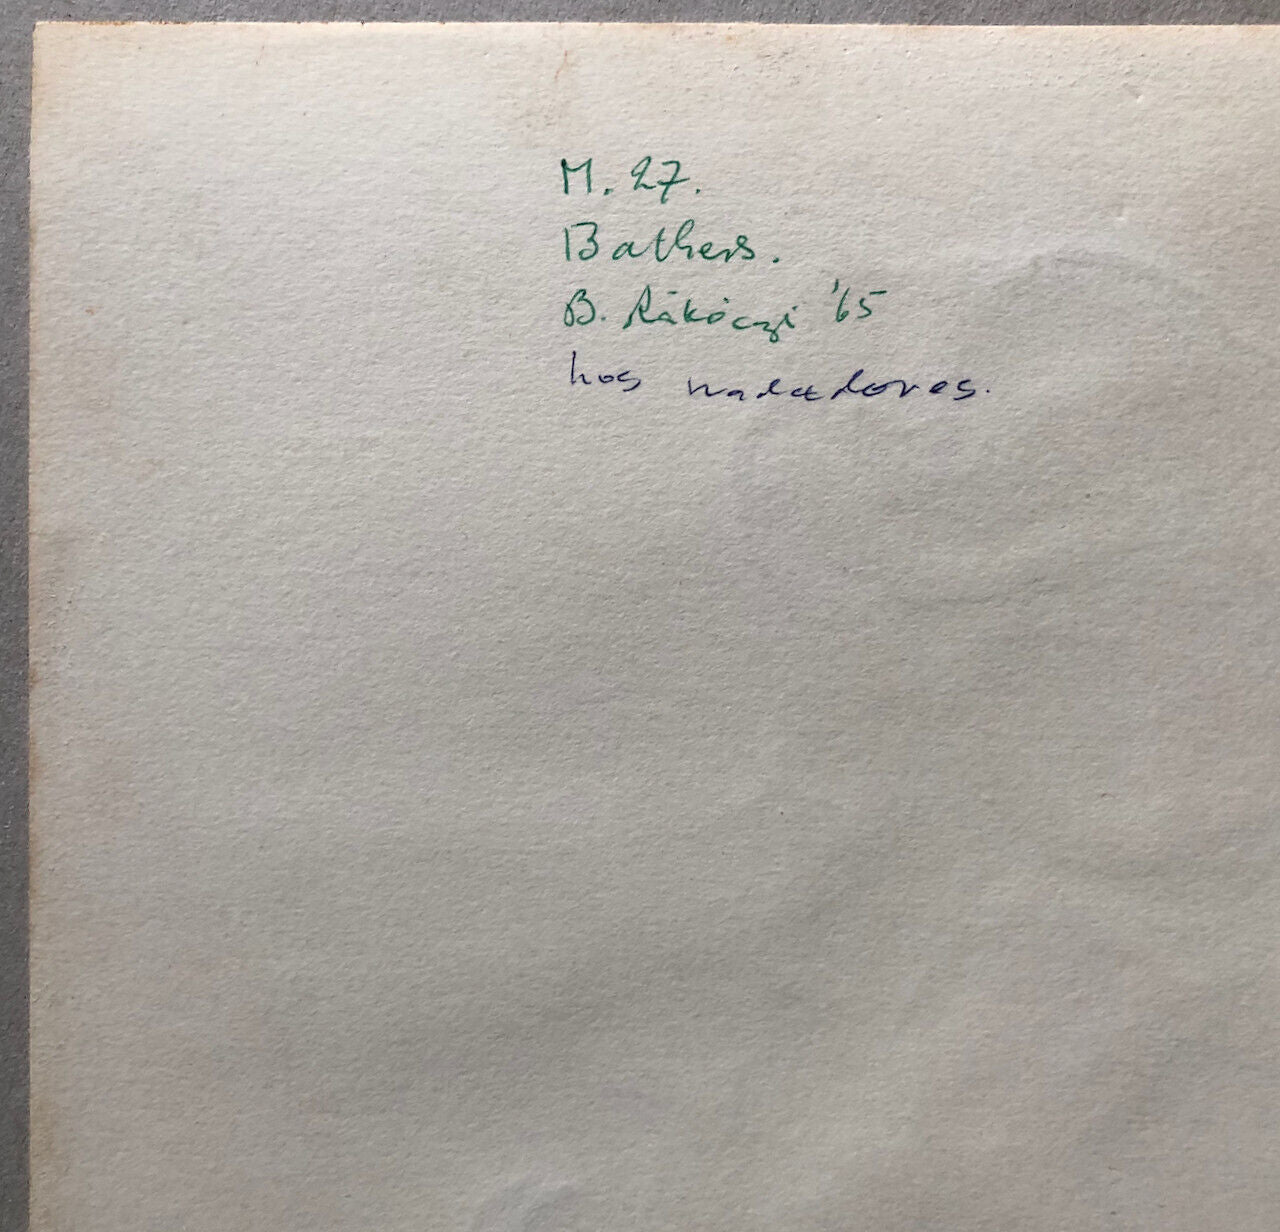 M. 27.
Bathers.
B. Rákóczi '65
Los nadadores.